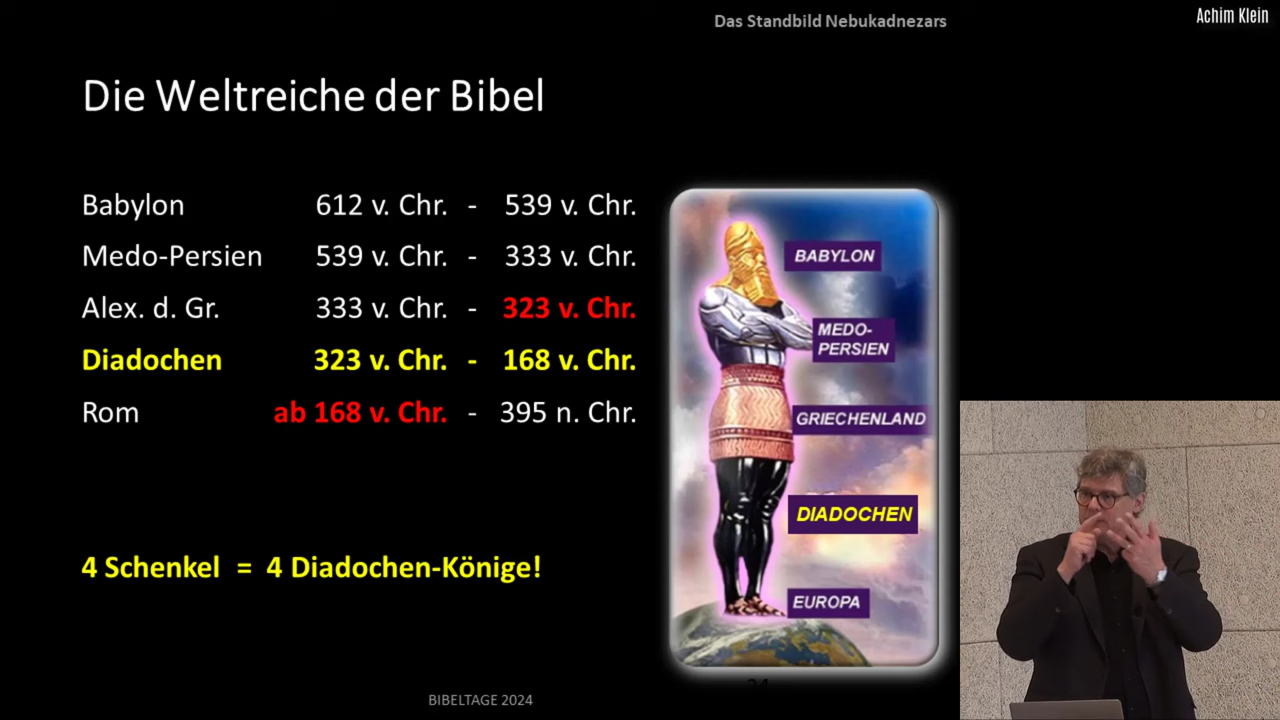 Das Standbild Nebukadnezars
Achim Klein
Die Weltreiche der Bibel
Babylon 612 v. Chr. - 539 v. Chr.
Medo-Persien 539 v. Chr. - 333 v. Chr.
Alex. d. Gr. 333 v. Chr. - 323 v. Chr.
Diadochen 323 v. Chr. - 168 v. Chr.
Rom ab 168 v. Chr. - 395 n. Chr.
4 Schenkel = 4 Diadochen-Könige!
BABYLON
MEDO-
PERSIEN
GRIECHENLAND
DIADOCHEN
EUROPA
BIBELTAGE 2024